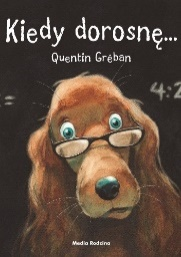 Kiedy dorosnę...
Quentin Gréban
4:2
Media Rodzina